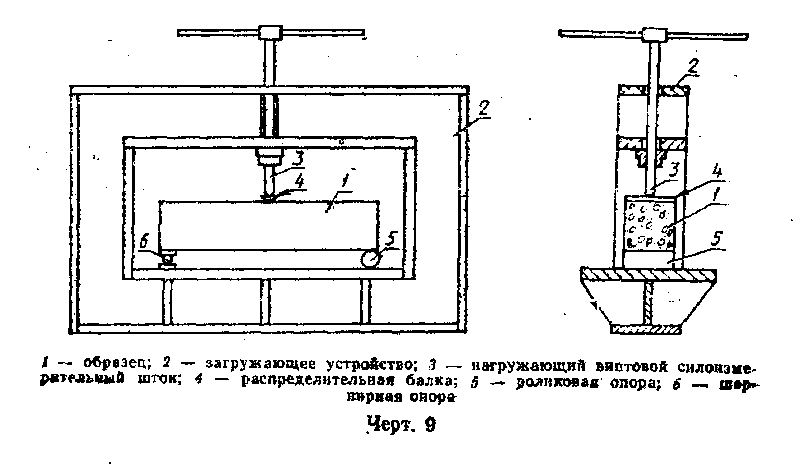 2
2
3
3
4
4
1
1
6
5
5
1 — образец; 2 — загружающее устройство; 3 — нагружающий винтовой силоизме-
рительный шток; 4 — распределительная балка; 5 — роликовая опора; 6 — шар-
нирная опора
Черт. 9